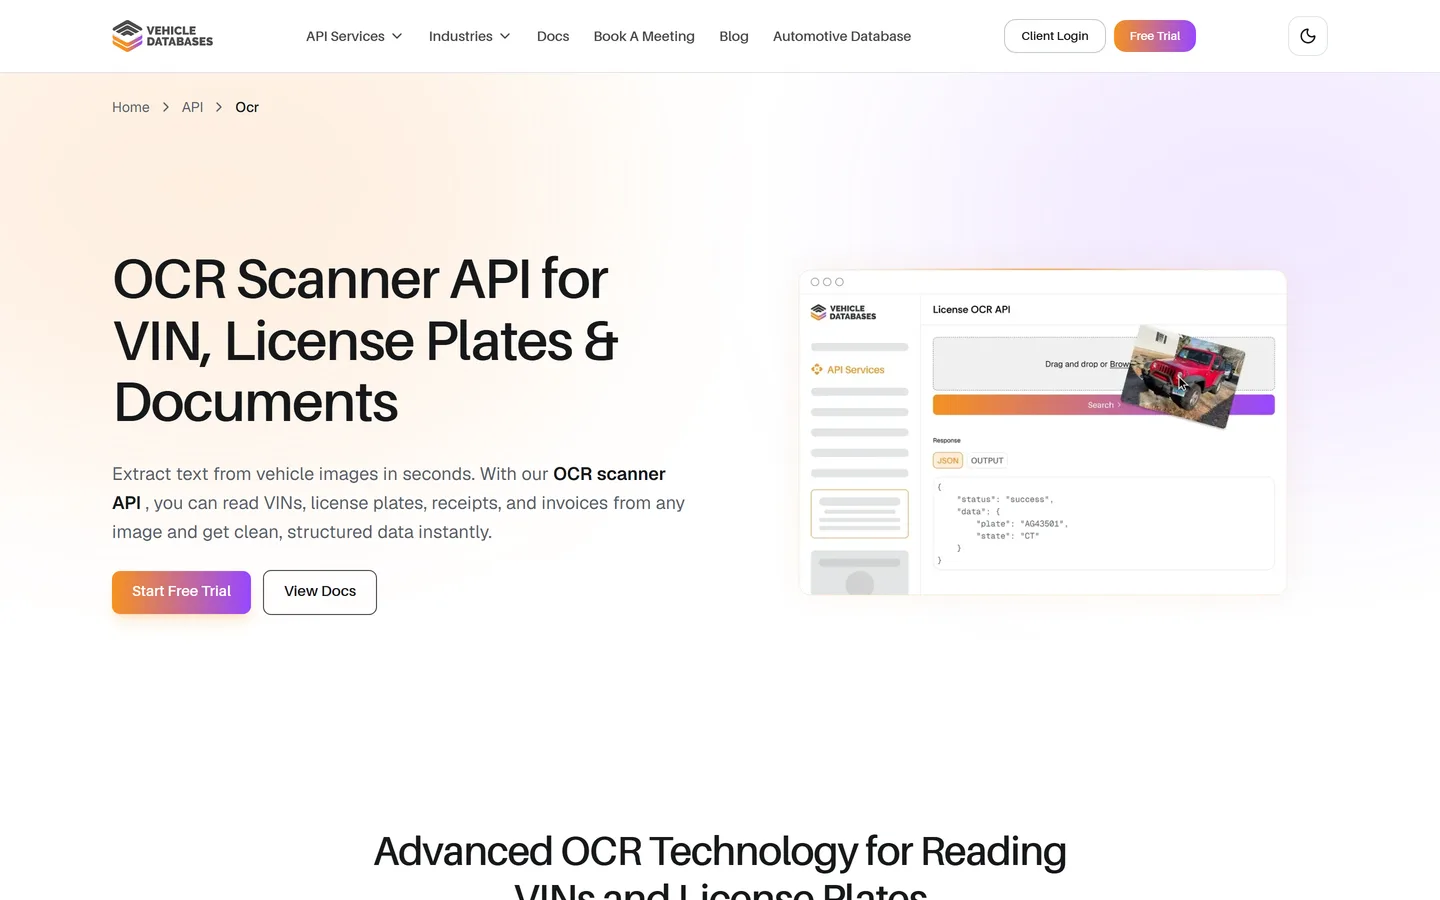 VEHICLE
DATABASES
API Services
Industries
Docs
Book A Meeting
Blog
Automotive Database
Client Login
Free Trial
Home > API > Ocr
OCR Scanner API for
VIN, License Plates &
Documents
Extract text from vehicle images in seconds. With our OCR scanner
API , you can read VINs, license plates, receipts, and invoices from any
image and get clean, structured data instantly.
Start Free Trial
View Docs
VEHICLE
DATABASES
License OCR API
API Services
Drag and drop or Brow
Search
Response
JSON
OUTPUT
{
"status": "success",
"data": {
"plate": "AG43501",
"state": "CT"
}
}
Advanced OCR Technology for Reading
VINs and License Plates